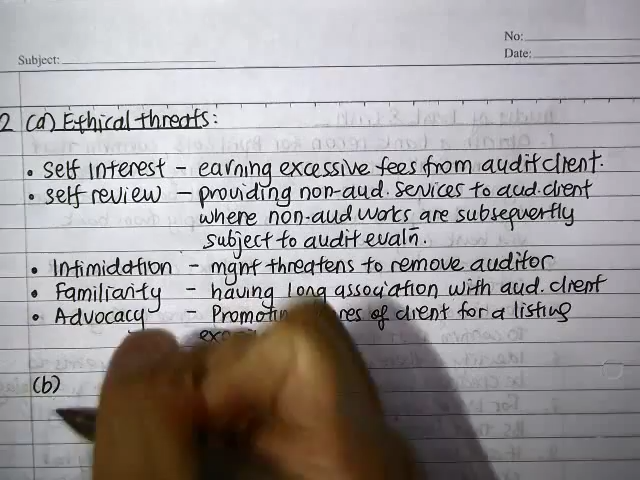 No:
Subject:
Date:
2 (a) Ethical threats:
• Self interest – earning excessive fees from audit client.
• self review – providing non-aud. services to aud. client
where non-aud works are subsequently
subject to audit evaln.
• Intimidation – mgnt threatens to remove auditor
• Familiarity – having long association with aud. client
• Advocacy – Promotin of client for a listing
(b)